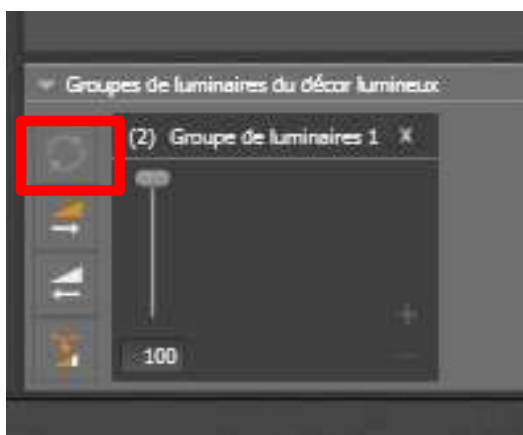 Groupes de luminaires du décor lumineux
(2) Groupe de luminaires 1 X
100